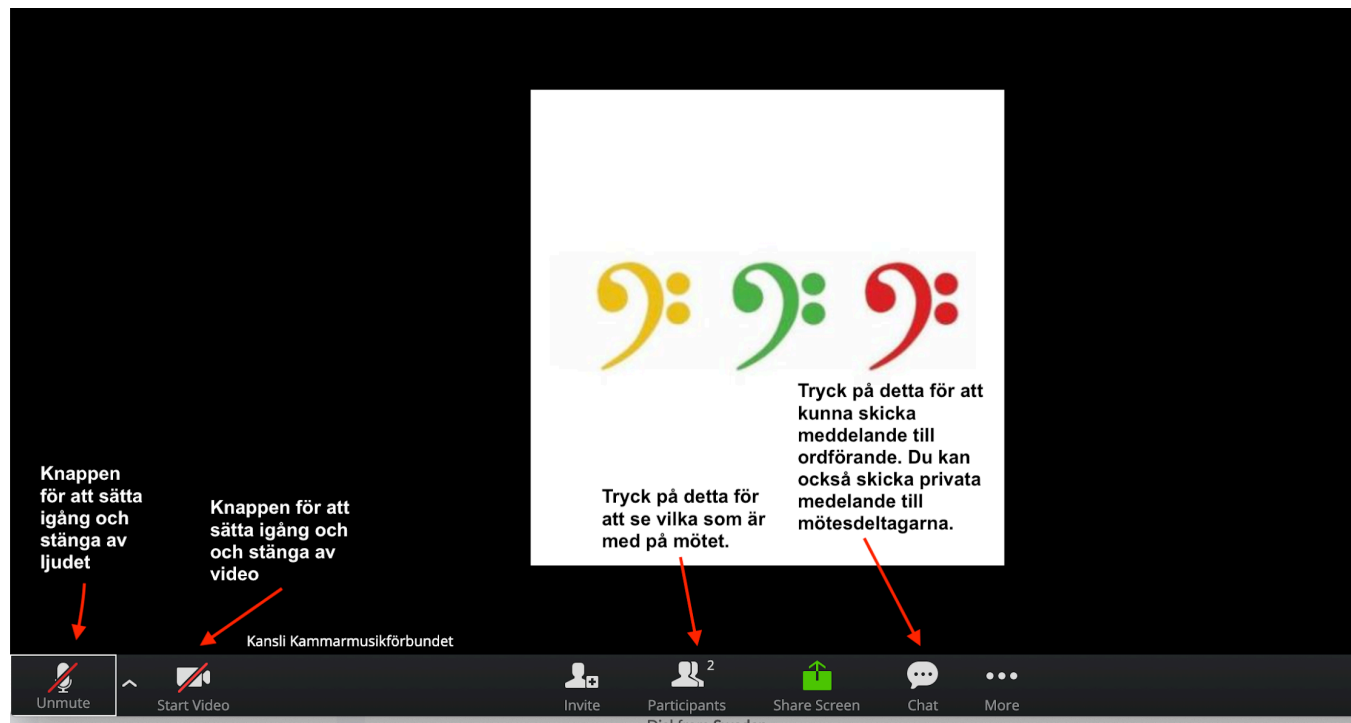 Knappen
för att sätta
igång och
stänga av
ljudet
Knappen för att
sätta igång och
och stänga av
video
Tryck på detta för
att se vilka som är
med på mötet.
Tryck på detta för att
kunna skicka
meddelande till
ordförande. Du kan
också skicka privata
medelande till
mötesdeltagarna.
Kansli Kammarmusikförbundet
Unmute
Start Video
Invite
Participants
2
Share Screen
Chat
More